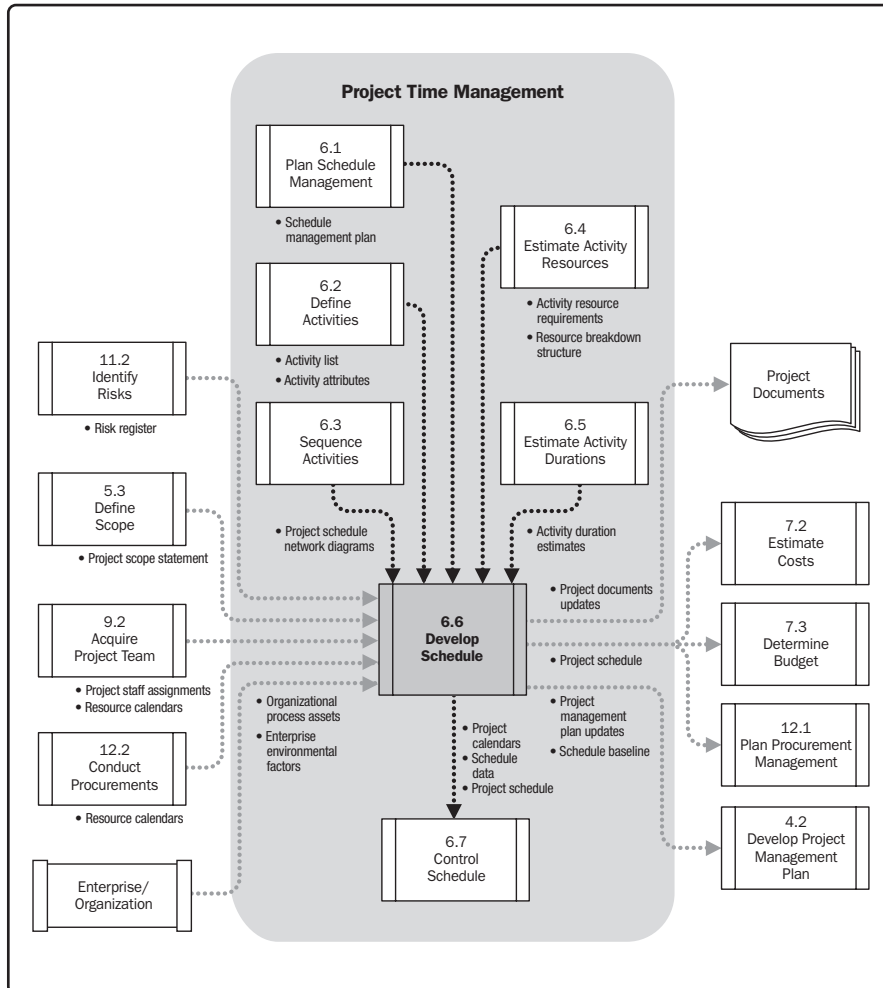 Project Time Management
6.1
Plan Schedule
Management
• Schedule
management plan
6.2
Define
Activities
• Activity list
• Activity attributes
6.3
Sequence
Activities
• Project schedule
network diagrams
6.4
Estimate Activity
Resources
• Activity resource
requirements
• Resource breakdown
structure
6.5
Estimate Activity
Durations
• Activity duration
estimates
11.2
Identify
Risks
• Risk register
5.3
Define
Scope
• Project scope statement
9.2
Acquire
Project Team
• Project staff assignments
• Resource calendars
12.2
Conduct
Procurements
• Resource calendars
Enterprise/
Organization
• Organizational
process assets
• Enterprise
environmental
factors
6.6
Develop
Schedule
• Project documents
updates
• Project schedule
• Project
management
plan updates
• Schedule baseline
• Project
calendars
• Schedule
data
• Project schedule
6.7
Control
Schedule
Project
Documents
7.2
Estimate
Costs
7.3
Determine
Budget
12.1
Plan Procurement
Management
4.2
Develop Project
Management
Plan